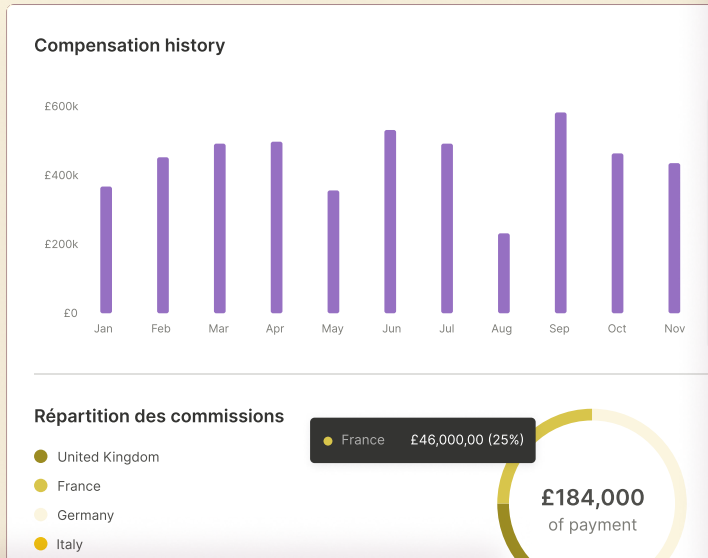 Compensation history
£600k
£400k
£200k
£0
Jan Feb Mar Apr May Jun Jul Aug Sep Oct Nov
Répartition des commissions
France £46,000,00 (25%)
United Kingdom
France
Germany
Italy
£184,000
of payment